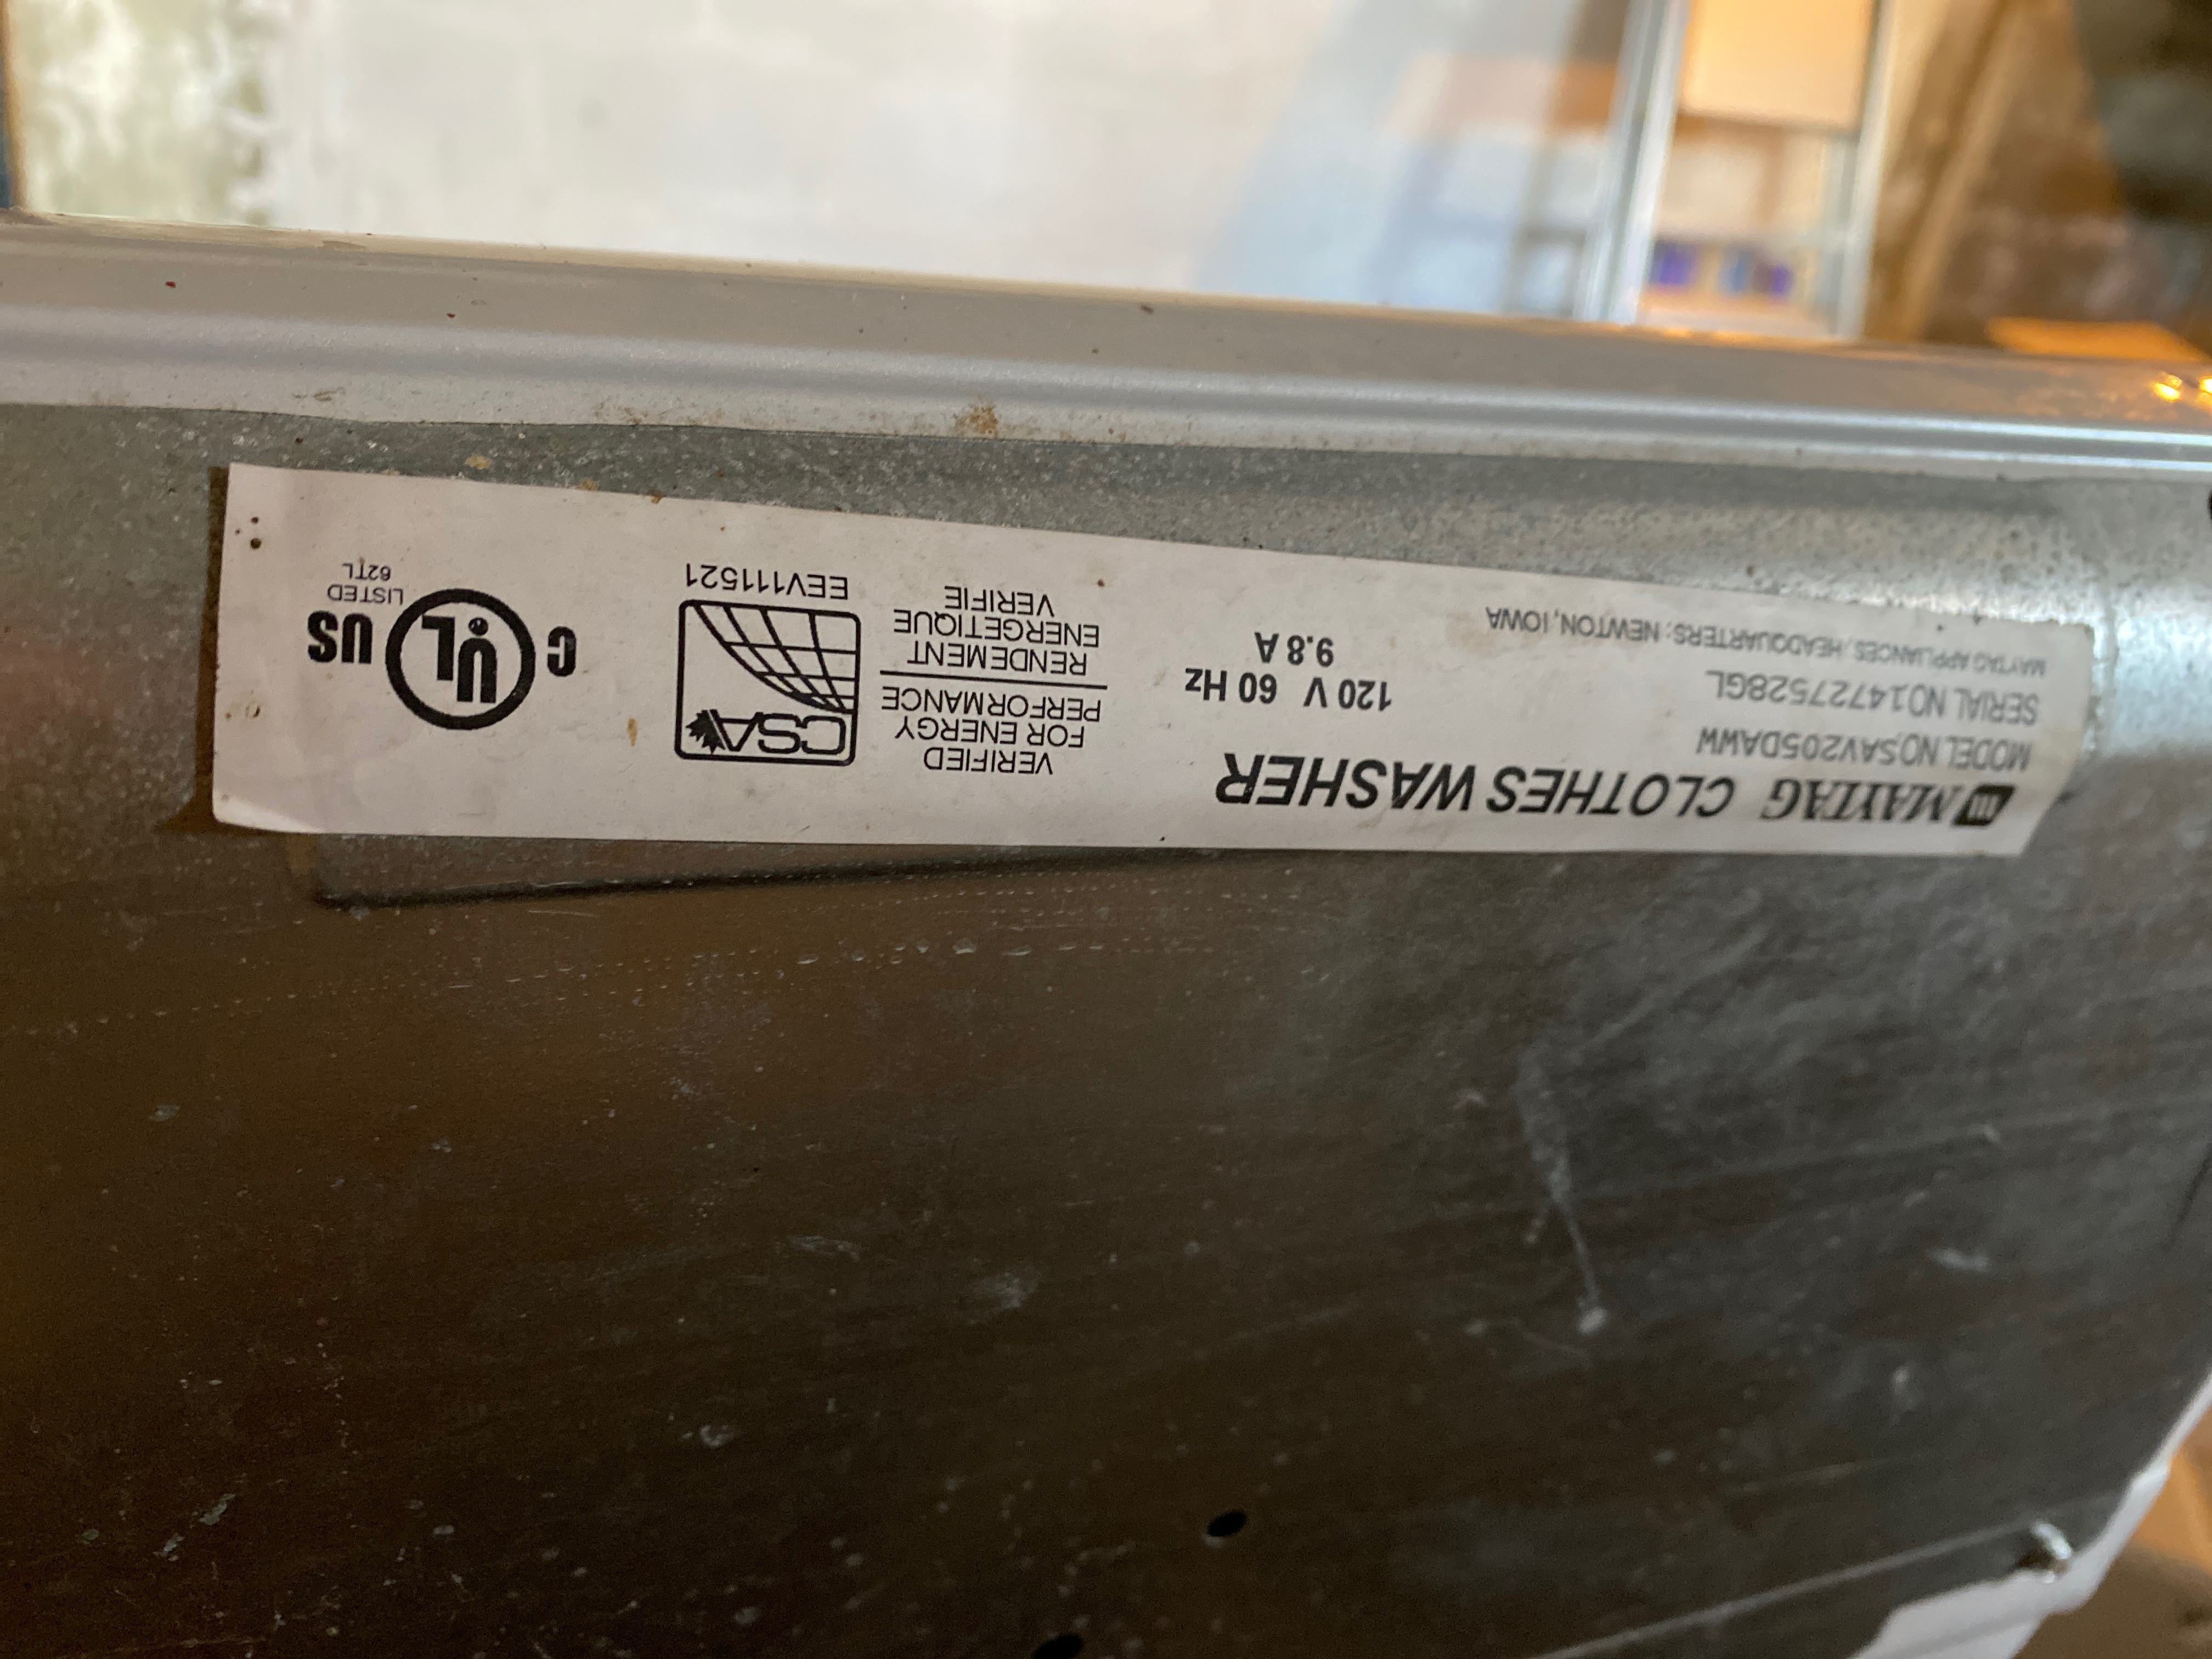 MAYTAG CLOTHES WASHER
MODEL NO.SAV205DAWW
SERIAL NO.14727528GL
MAYTAG APPLIANCES, HEADQUARTERS: NEWTON, IOWA
120 V 60 Hz
9.8 A
VERIFIED
FOR ENERGY
PERFORMANCE
RENDEMENT
ENERGETIQUE
VERIFIE
CSA
EEV111521
C UL US
LISTED
62TL